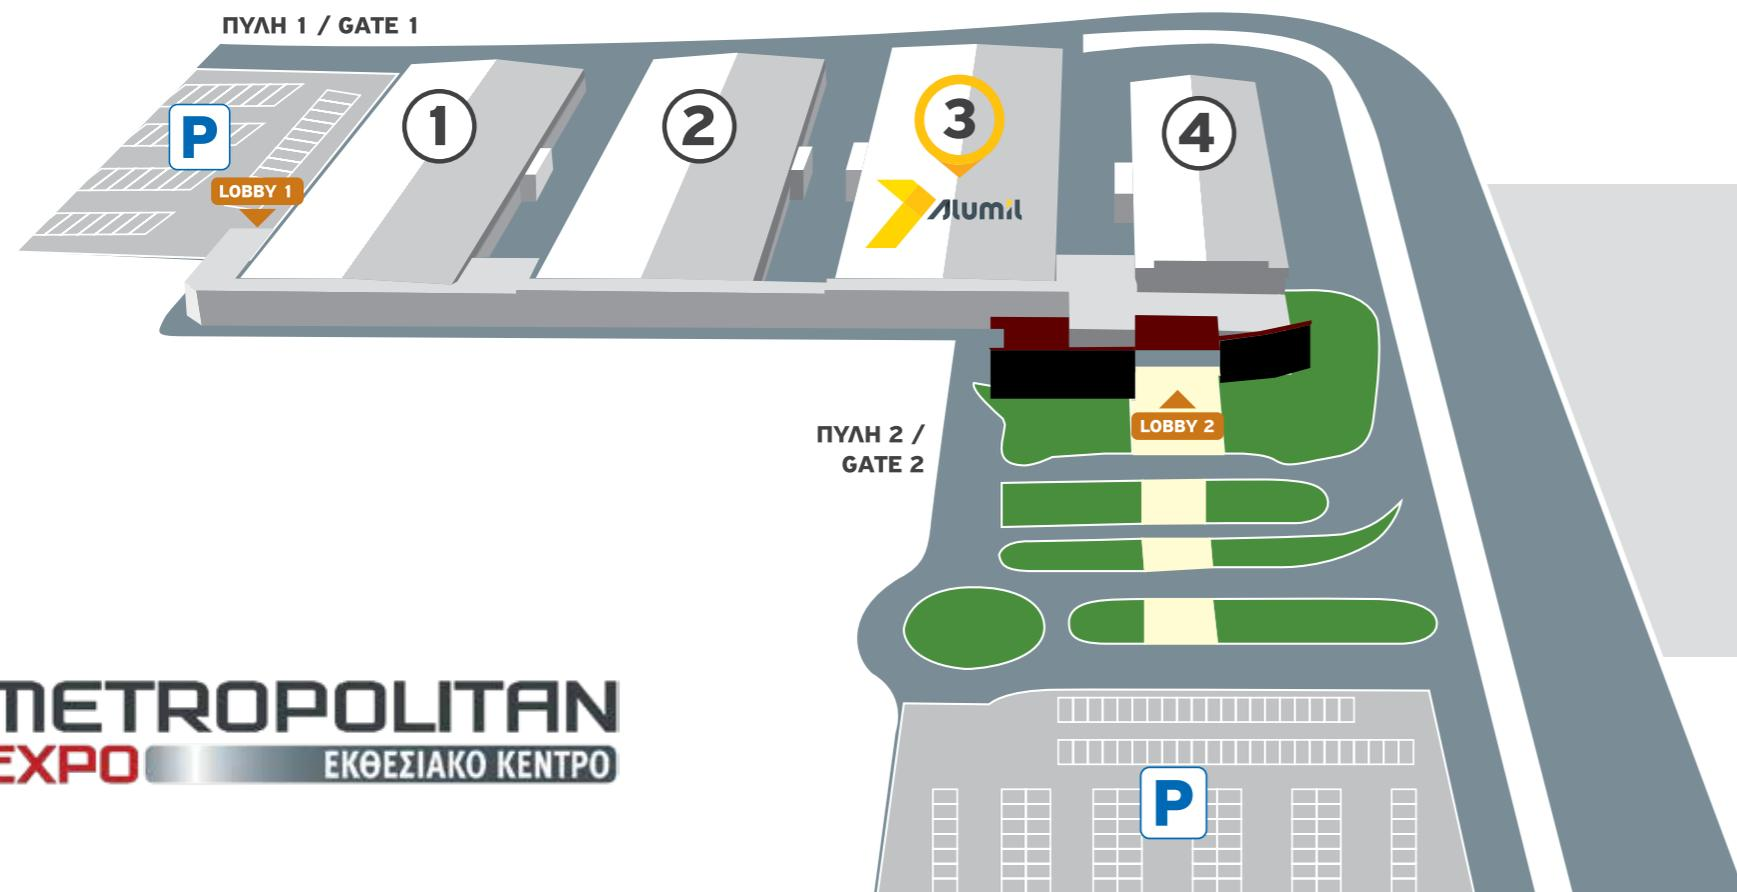 ΠΥΛΗ 1 / GATE 1
1
2
3
4
P
LOBBY 1
Alumil
ΠΥΛΗ 2 /
GATE 2
LOBBY 2
METROPOLITAN
EXPO ΕΚΘΕΣΙΑΚΟ ΚΕΝΤΡΟ
P